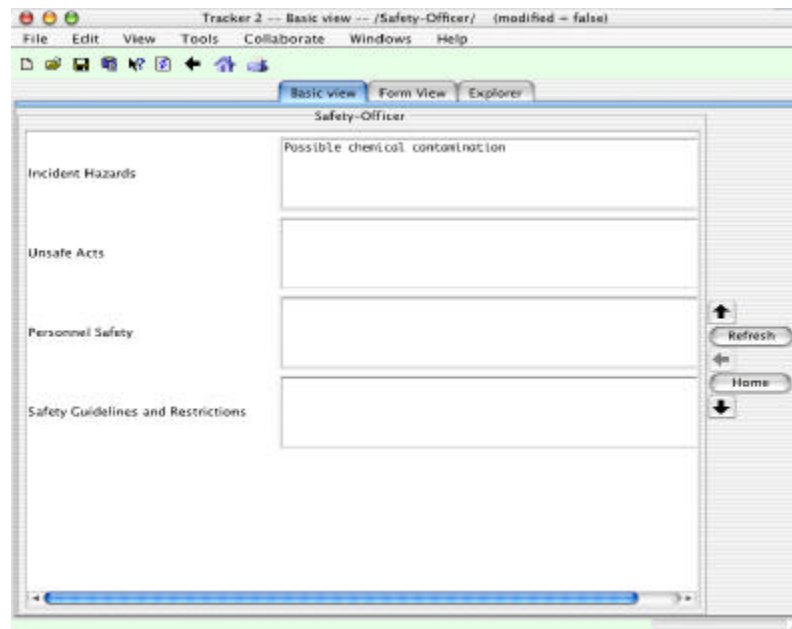 Tracker 2 -- Basic view -- /Safety-Officer/ (modified = false)
File Edit View Tools Collaborate Windows Help
Basic view Form View Explorer
Safety-Officer
Possible chemical contamination
Incident Hazards
Unsafe Acts
Personnel Safety
Refresh
Home
Safety Guidelines and Restrictions